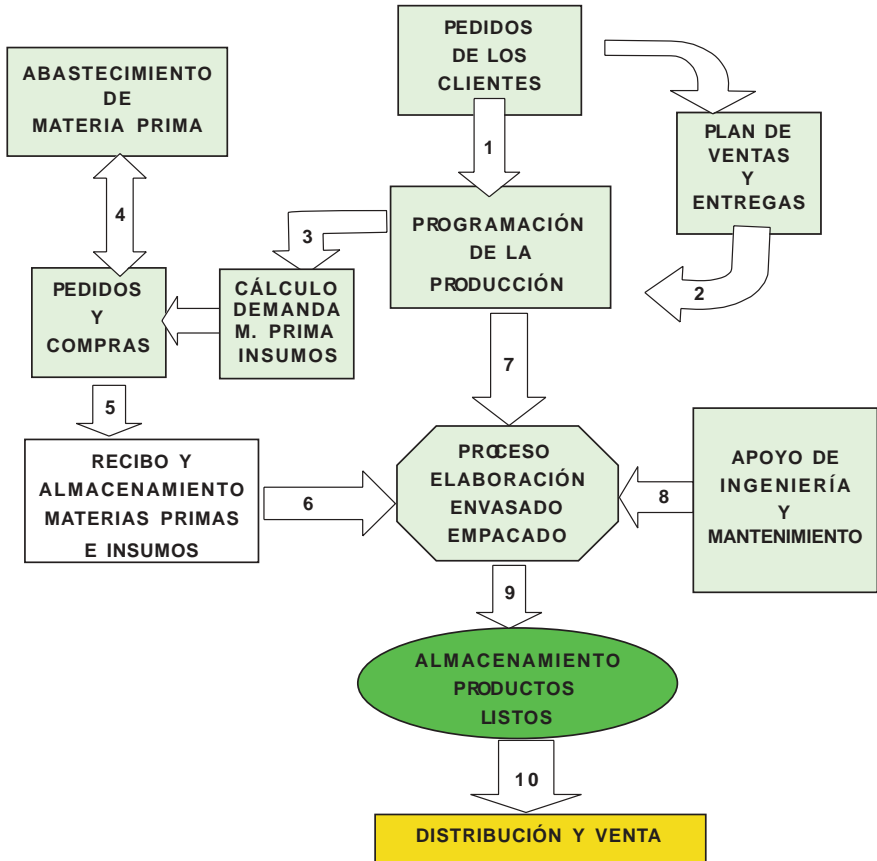 PEDIDOS
DE LOS
CLIENTES
ABASTECIMIENTO
DE
MATERIA PRIMA
PLAN DE
VENTAS
Y
ENTREGAS
1
4
3
PROGRAMACIÓN
DE LA
PRODUCCIÓN
2
PEDIDOS
Y
COMPRAS
CÁLCULO
DEMANDA
M. PRIMA
INSUMOS
5
7
RECIBO Y
ALMACENAMIENTO
MATERIAS PRIMAS
E INSUMOS
6
PROCESO
ELABORACIÓN
ENVASADO
EMPACADO
8
APOYO DE
INGENIERÍA
Y
MANTENIMIENTO
9
ALMACENAMIENTO
PRODUCTOS
LISTOS
10
DISTRIBUCIÓN Y VENTA